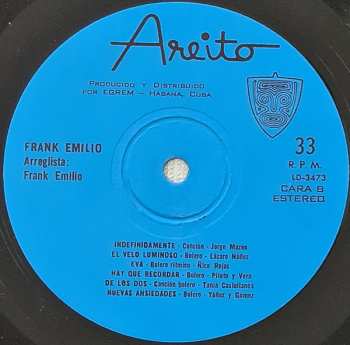 Areito
PRODUCIDO Y DISTRIBUIDO
POR EGREM - HABANA, CUBA
FRANK EMILIO
Arreglista:
Frank Emilio
33
R. P. M.
LD-3473
CARA B
ESTEREO
INDEFINIDAMENTE - Canción - Jorge Mazón
EL VELO LUMINOSO - Bolero - Lázaro Núñez
EVA - Bolero rítmico - Ñico Rojas
HAY QUE RECORDAR - Bolero - Piloto y Vera
DE LOS DOS - Canción bolero - Tania Castellanos
NUEVAS ANSIEDADES - Bolero - Yáñez y Gómez